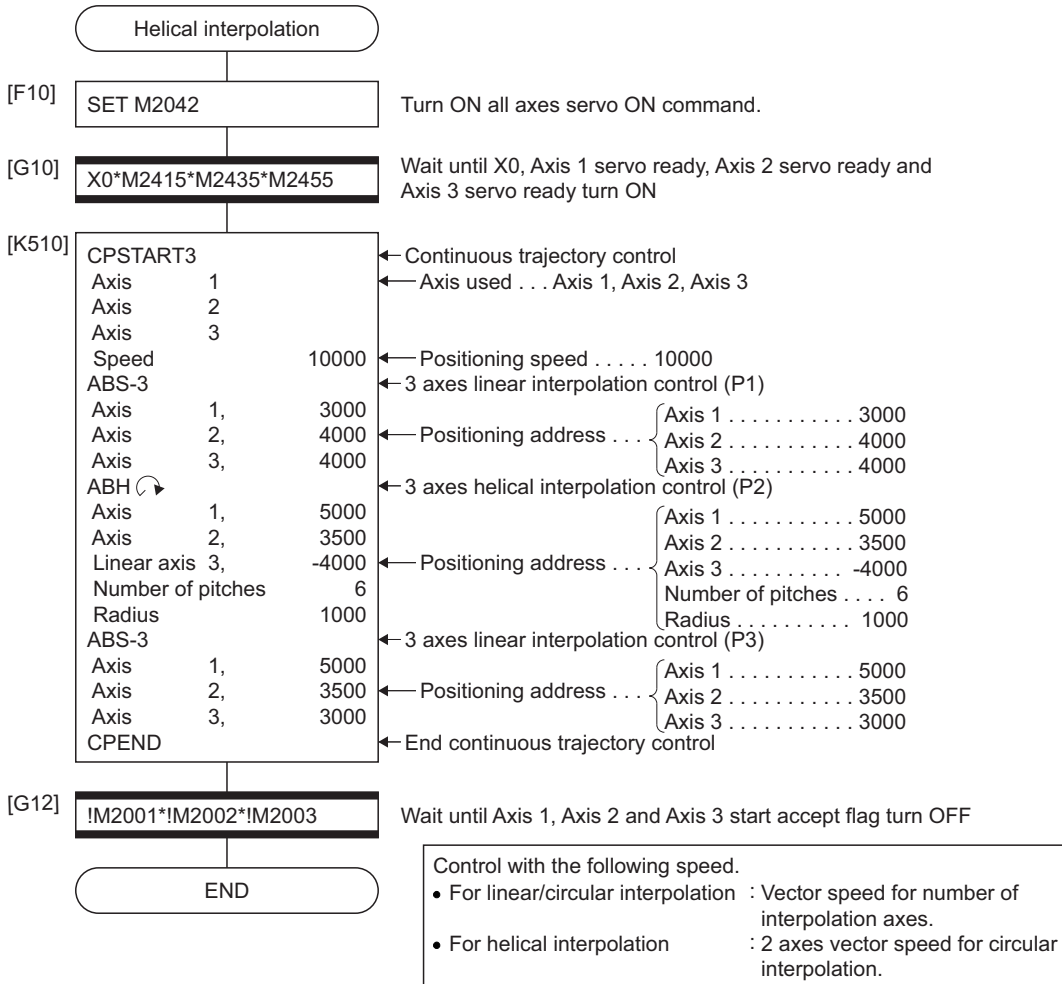 Helical interpolation
[F10]
SET M2042
Turn ON all axes servo ON command.
[G10]
X0*M2415*M2435*M2455
Wait until X0, Axis 1 servo ready, Axis 2 servo ready and
Axis 3 servo ready turn ON
[K510]
CPSTART3
Continuous trajectory control
Axis 1
Axis used . . . Axis 1, Axis 2, Axis 3
Axis 2
Axis 3
Speed 10000
Positioning speed . . . . . 10000
ABS-3
3 axes linear interpolation control (P1)
Axis 1, 3000
Axis 2, 4000
Axis 3, 4000
Positioning address . . .
Axis 1 . . . . . . . . . . . 3000
Axis 2 . . . . . . . . . . . 4000
Axis 3 . . . . . . . . . . . 4000
ABH
3 axes helical interpolation control (P2)
Axis 1, 5000
Axis 2, 3500
Linear axis 3, -4000
Number of pitches 6
Radius 1000
Positioning address . . . .
Axis 1 . . . . . . . . . . . 5000
Axis 2 . . . . . . . . . . . 3500
Axis 3 . . . . . . . . . . -4000
Number of pitches . . . . 6
Radius . . . . . . . . . . 1000
ABS-3
3 axes linear interpolation control (P3)
Axis 1, 5000
Axis 2, 3500
Axis 3, 3000
Positioning address . . .
Axis 1 . . . . . . . . . . . 5000
Axis 2 . . . . . . . . . . . 3500
Axis 3 . . . . . . . . . . . 3000
CPEND
End continuous trajectory control
[G12]
!M2001*!M2002*!M2003
Wait until Axis 1, Axis 2 and Axis 3 start accept flag turn OFF
END
Control with the following speed.
• For linear/circular interpolation : Vector speed for number of
interpolation axes.
• For helical interpolation : 2 axes vector speed for circular
interpolation.